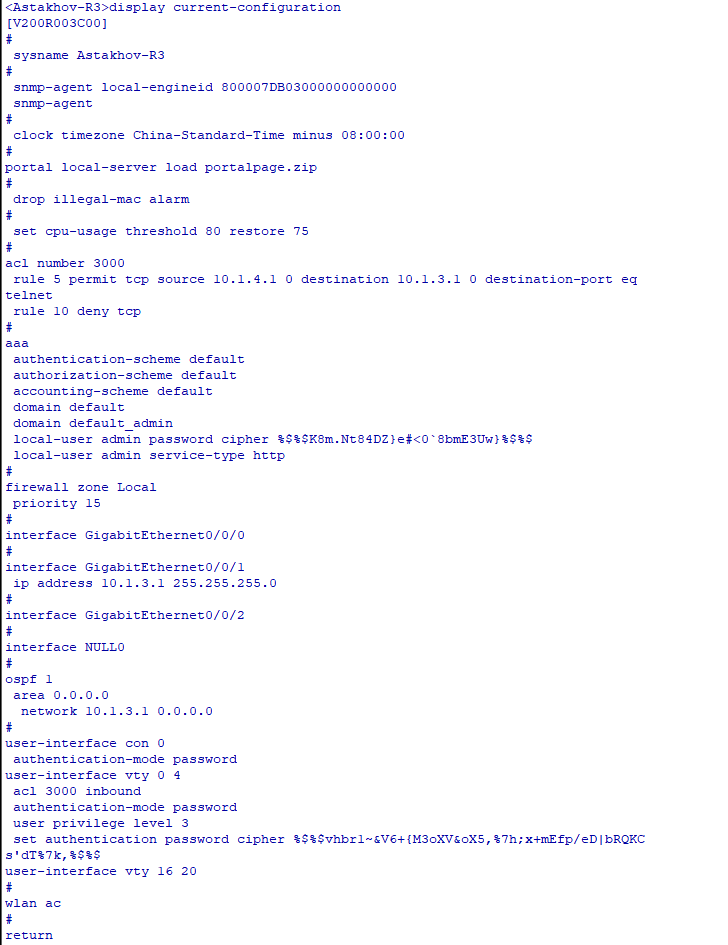 <Astakhov-R3>display current-configuration
[V200R003C00]
#
 sysname Astakhov-R3
#
 snmp-agent local-engineid 800007DB03000000000000
 snmp-agent
#
 clock timezone China-Standard-Time minus 08:00:00
#
portal local-server load portalpage.zip
#
 drop illegal-mac alarm
#
 set cpu-usage threshold 80 restore 75
#
acl number 3000
 rule 5 permit tcp source 10.1.4.1 0 destination 10.1.3.1 0 destination-port eq
telnet
 rule 10 deny tcp
#
aaa
 authentication-scheme default
 authorization-scheme default
 accounting-scheme default
 domain default
 domain default_admin
 local-user admin password cipher %$%$K8m.Nt84DZ}e#<0`8bmE3Uw}%$%$
 local-user admin service-type http
#
firewall zone Local
 priority 15
#
interface GigabitEthernet0/0/0
#
interface GigabitEthernet0/0/1
 ip address 10.1.3.1 255.255.255.0
#
interface GigabitEthernet0/0/2
#
interface NULL0
#
ospf 1
 area 0.0.0.0
  network 10.1.3.1 0.0.0.0
#
user-interface con 0
 authentication-mode password
user-interface vty 0 4
 acl 3000 inbound
 authentication-mode password
 user privilege level 3
 set authentication password cipher %$%$vhbr1~&V6+{M3oXV&oX5,%7h;x+mEfp/eD|bRQKC
s'dT%7k,%$%$
user-interface vty 16 20
#
wlan ac
#
return